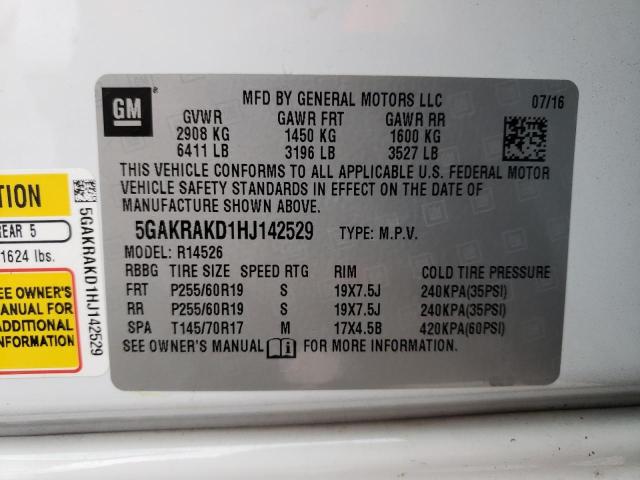 GM
MFD BY GENERAL MOTORS LLC 07/16
GVWR GAWR FRT GAWR RR
2908 KG 1450 KG 1600 KG
6411 LB 3196 LB 3527 LB
THIS VEHICLE CONFORMS TO ALL APPLICABLE U.S. FEDERAL MOTOR
VEHICLE SAFETY STANDARDS IN EFFECT ON THE DATE OF
MANUFACTURE SHOWN ABOVE.
5GAKRAKD1HJ142529 TYPE: M.P.V.
MODEL: R14526
RBBG TIRE SIZE SPEED RTG RIM COLD TIRE PRESSURE
FRT P255/60R19 S 19X7.5J 240KPA(35PSI)
RR P255/60R19 S 19X7.5J 240KPA(35PSI)
SPA T145/70R17 M 17X4.5B 420KPA(60PSI)
SEE OWNER'S MANUAL FOR MORE INFORMATION.
5GAKRAKD1HJ142529
REAR 5
1624 lbs.
SEE OWNER'S
MANUAL FOR
ADDITIONAL
INFORMATION